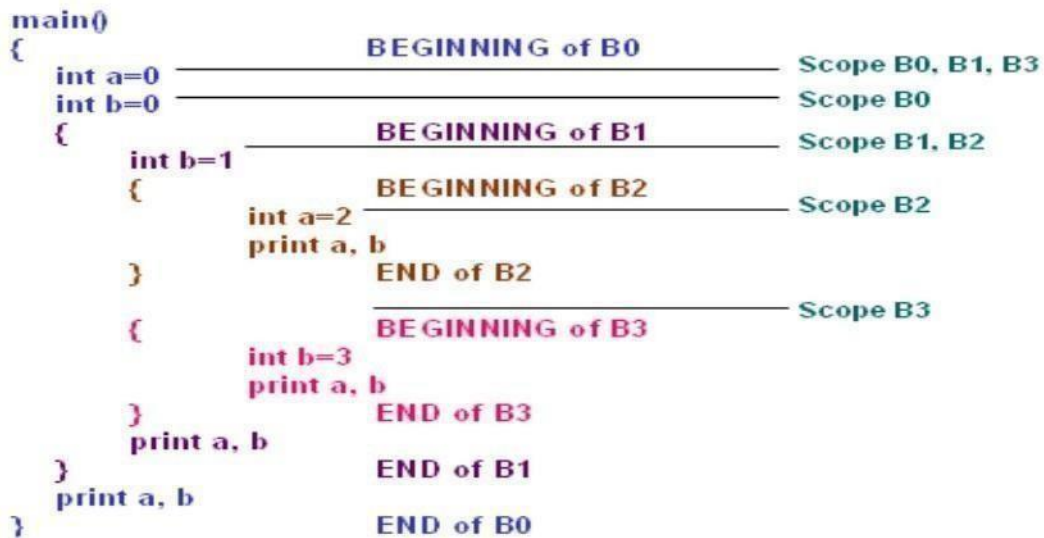 main()
{ BEGINNING of B0
int a=0 Scope B0, B1, B3
int b=0 Scope B0
{ BEGINNING of B1
int b=1 Scope B1, B2
{ BEGINNING of B2
int a=2 Scope B2
print a, b
} END of B2
Scope B3
{ BEGINNING of B3
int b=3
print a, b
} END of B3
print a, b
} END of B1
print a, b
} END of B0